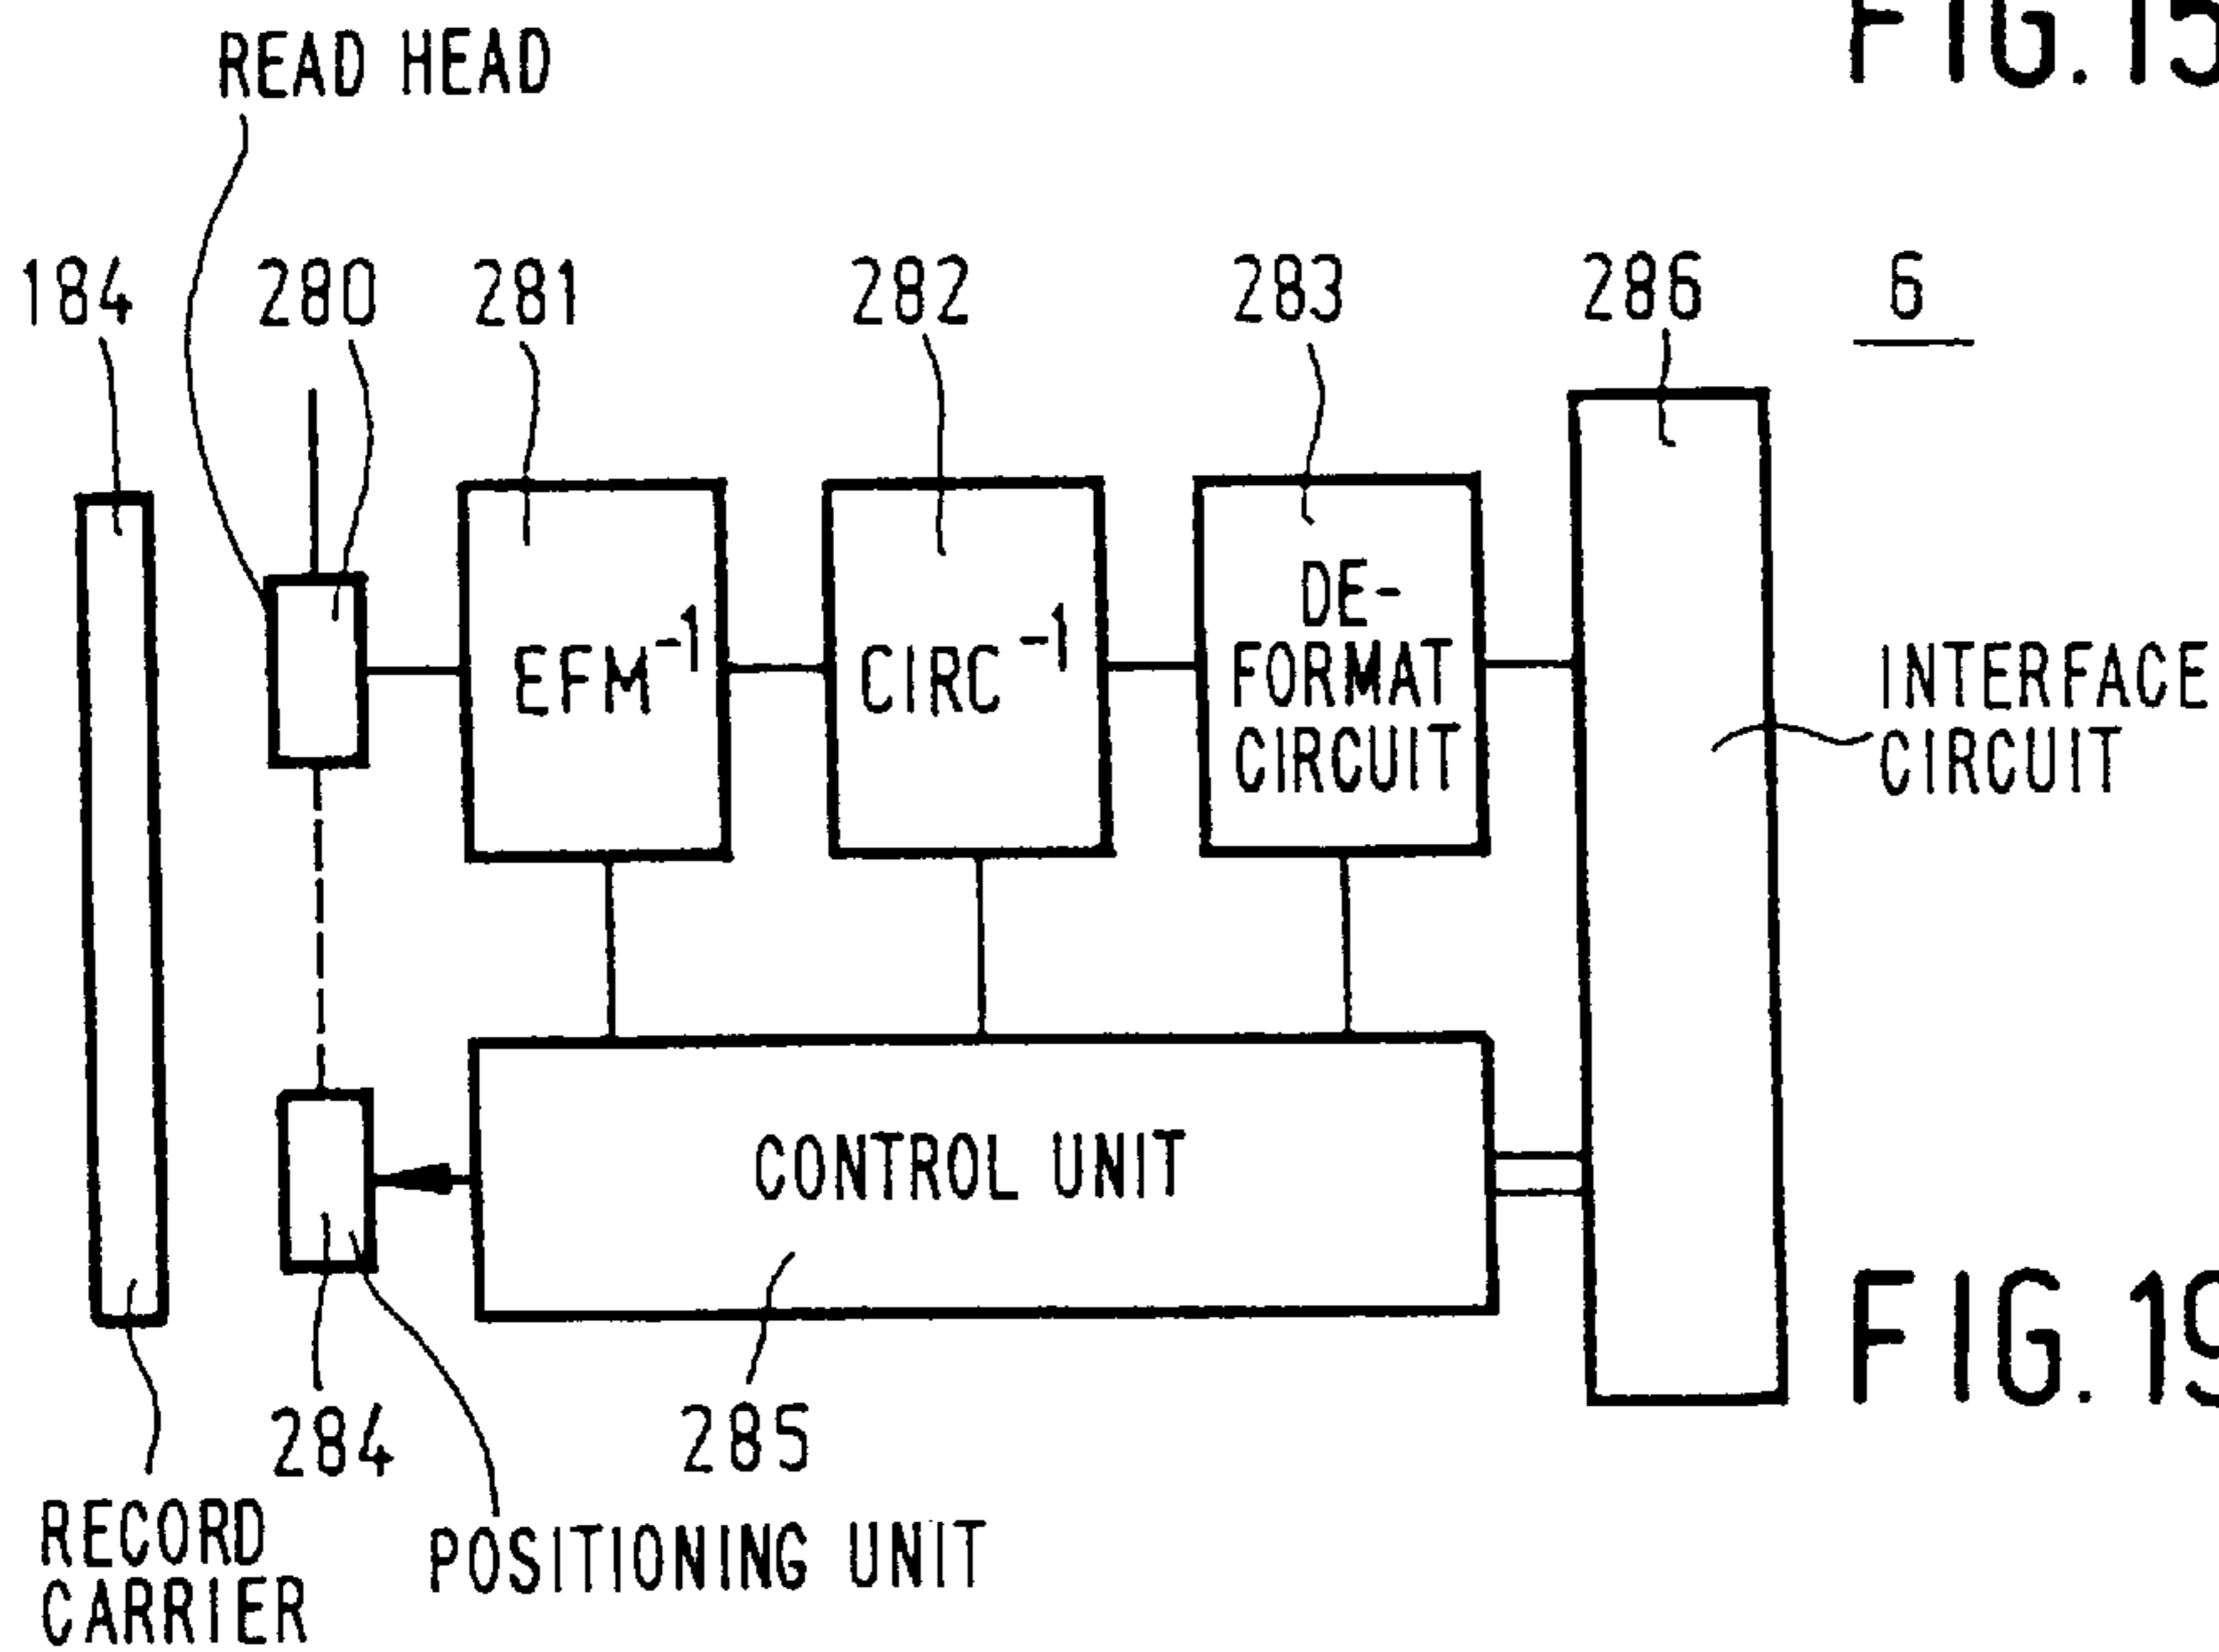 FIG. 15
READ HEAD
184 280 281 282 283 286 6
EFM-1
CIRC-1
DE-
FORMAT
CIRCUIT
INTERFACE
CIRCUIT
CONTROL UNIT
FIG. 19
284 285
RECORD
CARRIER
POSITIONING UNIT